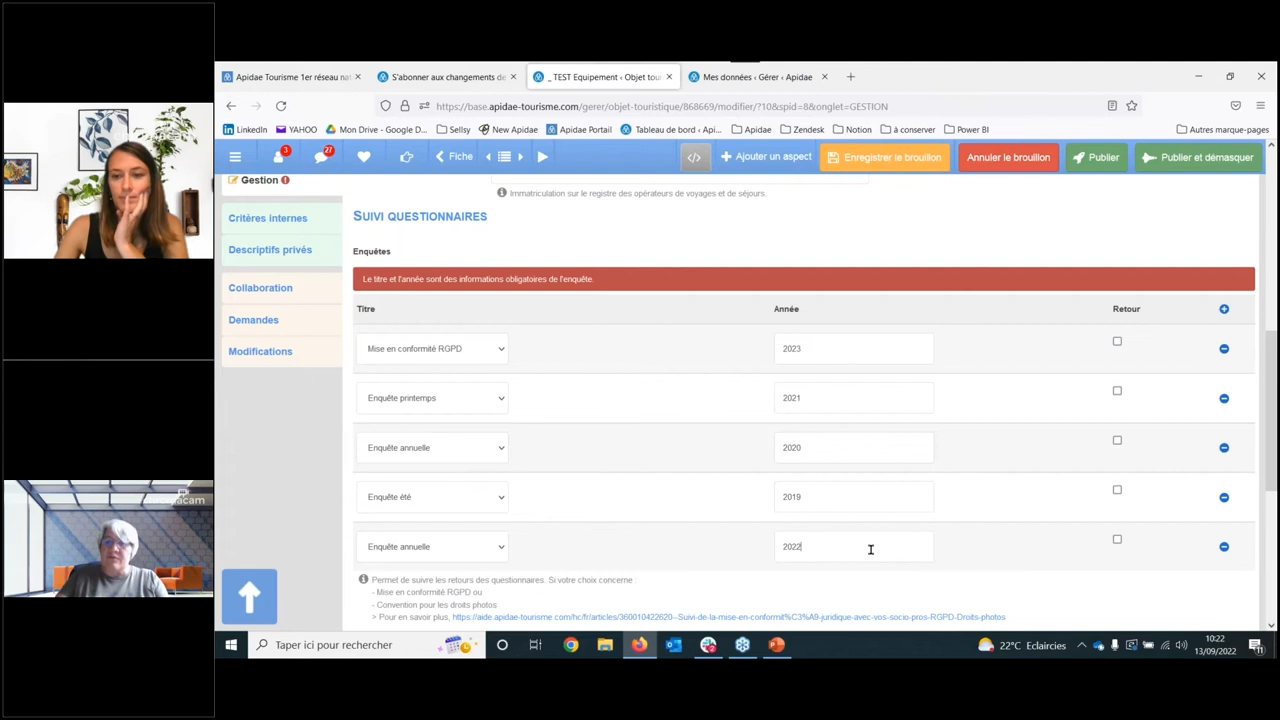 Apidae Tourisme 1er réseau nat
S'abonner aux changements de
_ TEST Equipement ‹ Objet tour
Mes données ‹ Gérer ‹ Apidae
https://base.apidae-tourisme.com/gerer/objet-touristique/868669/modifier/?10&spid=8&onglet=GESTION
LinkedIn
YAHOO
Mon Drive - Google D...
Sellsy
New Apidae
Apidae Portail
Tableau de bord ‹ Api...
Apidae
Zendesk
Notion
à conserver
Power BI
Autres marque-pages
3
27
Fiche
</>
Ajouter un aspect
Enregistrer le brouillon
Annuler le brouillon
Publier
Publier et démasquer
Gestion
Critères internes
Descriptifs privés
Collaboration
Demandes
Modifications
Immatriculation sur le registre des opérateurs de voyages et de séjours.
SUIVI QUESTIONNAIRES
Enquêtes
Le titre et l'année sont des informations obligatoires de l'enquête.
Titre Année Retour
Mise en conformité RGPD 2023
Enquête printemps 2021
Enquête annuelle 2020
Enquête été 2019
Enquête annuelle 2022
Permet de suivre les retours des questionnaires. Si votre choix concerne :
- Mise en conformité RGPD ou
- Convention pour les droits photos
> Pour en savoir plus, https://aide.apidae-tourisme.com/hc/fr/articles/360010422620--Suivi-de-la-mise-en-conformit%C3%A9-juridique-avec-vos-socio-pros-RGPD-Droits-photos
Taper ici pour rechercher
22°C Eclaircies
10:22
13/09/2022
11